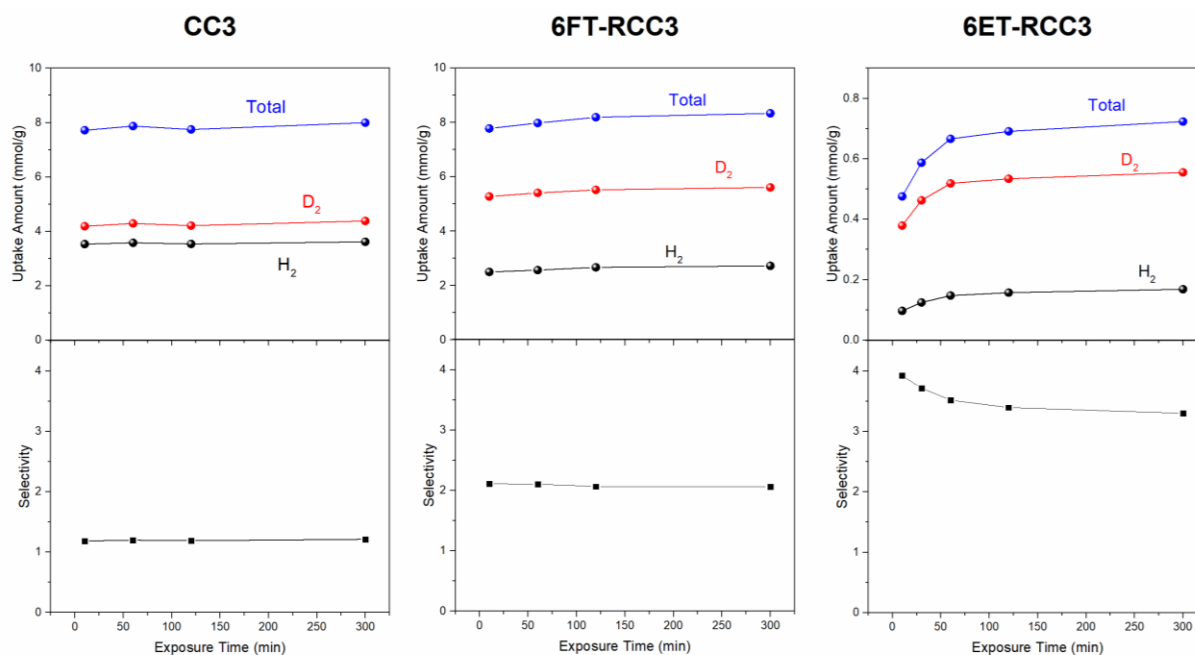 CC3
6FT-RCC3
6ET-RCC3
Uptake Amount (mmol/g)
10
8
6
4
2
0
Total
D₂
H₂
Uptake Amount (mmol/g)
10
8
6
4
2
0
Total
D₂
H₂
Uptake Amount (mmol/g)
0.8
0.6
0.4
0.2
0.0
Total
D₂
H₂
Selectivity
4
3
2
1
0
0 50 100 150 200 250 300
Exposure Time (min)
Selectivity
4
3
2
1
0
0 50 100 150 200 250 300
Exposure Time (min)
Selectivity
4
3
2
1
0
0 50 100 150 200 250 300
Exposure Time (min)